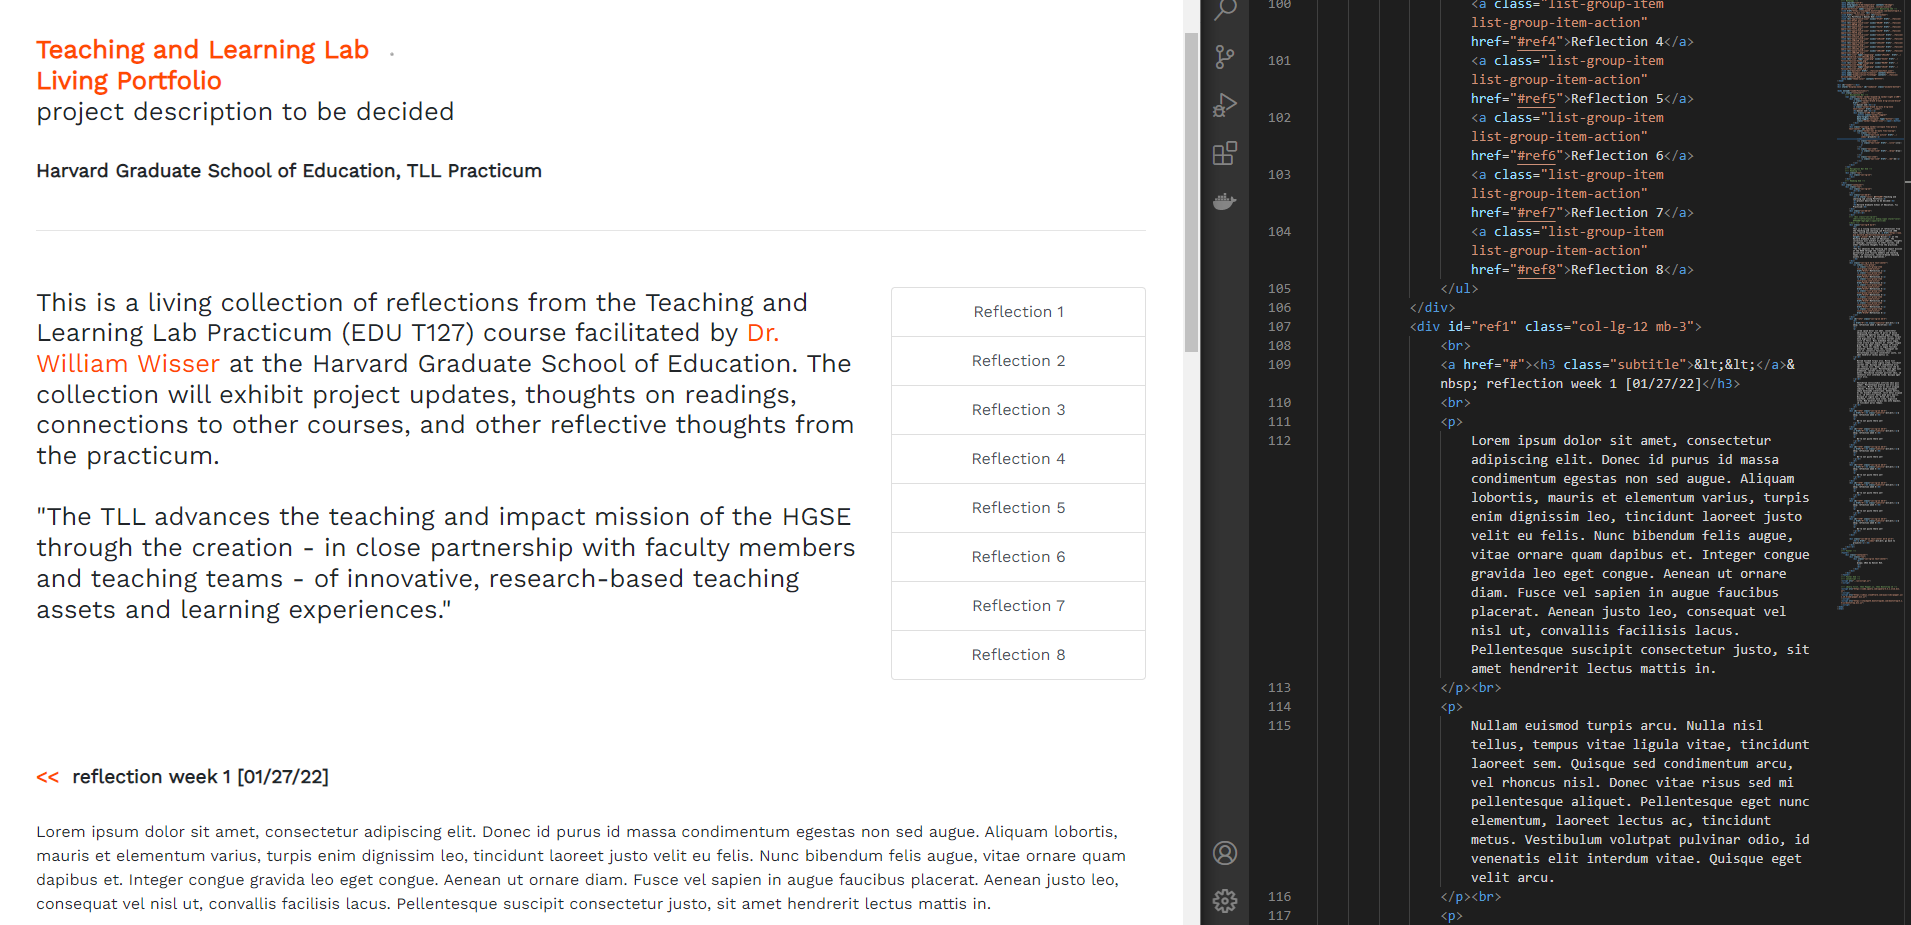 Teaching and Learning Lab
Living Portfolio
project description to be decided
Harvard Graduate School of Education, TLL Practicum
This is a living collection of reflections from the Teaching and
Learning Lab Practicum (EDU T127) course facilitated by Dr.
William Wisser at the Harvard Graduate School of Education. The
collection will exhibit project updates, thoughts on readings,
connections to other courses, and other reflective thoughts from
the practicum.
"The TLL advances the teaching and impact mission of the HGSE
through the creation - in close partnership with faculty members
and teaching teams - of innovative, research-based teaching
assets and learning experiences."
Reflection 1
Reflection 2
Reflection 3
Reflection 4
Reflection 5
Reflection 6
Reflection 7
Reflection 8
<< reflection week 1 [01/27/22]
Lorem ipsum dolor sit amet, consectetur adipiscing elit. Donec id purus id massa condimentum egestas non sed augue. Aliquam lobortis,
mauris et elementum varius, turpis enim dignissim leo, tincidunt laoreet justo velit eu felis. Nunc bibendum felis augue, vitae ornare quam
dapibus et. Integer congue gravida leo eget congue. Aenean ut ornare diam. Fusce vel sapien in augue faucibus placerat. Aenean justo leo,
consequat vel nisl ut, convallis facilisis lacus. Pellentesque suscipit consectetur justo, sit amet hendrerit lectus mattis in.
100 <a class="list-group-item
list-group-item-action"
href="#ref4">Reflection 4</a>
101 <a class="list-group-item
list-group-item-action"
href="#ref5">Reflection 5</a>
102 <a class="list-group-item
list-group-item-action"
href="#ref6">Reflection 6</a>
103 <a class="list-group-item
list-group-item-action"
href="#ref7">Reflection 7</a>
104 <a class="list-group-item
list-group-item-action"
href="#ref8">Reflection 8</a>
105 </ul>
106 </div>
107 <div id="ref1" class="col-lg-12 mb-3">
108 <br>
109 <a href="#"><h3 class="subtitle">&lt;&lt;</a>&
nbsp; reflection week 1 [01/27/22]</h3>
110 <br>
111 <p>
112 Lorem ipsum dolor sit amet, consectetur
adipiscing elit. Donec id purus id massa
condimentum egestas non sed augue. Aliquam
lobortis, mauris et elementum varius, turpis
enim dignissim leo, tincidunt laoreet justo
velit eu felis. Nunc bibendum felis augue,
vitae ornare quam dapibus et. Integer congue
gravida leo eget congue. Aenean ut ornare
diam. Fusce vel sapien in augue faucibus
placerat. Aenean justo leo, consequat vel
nisl ut, convallis facilisis lacus.
Pellentesque suscipit consectetur justo, sit
amet hendrerit lectus mattis in.
113 </p><br>
114 <p>
115 Nullam euismod turpis arcu. Nulla nisl
tellus, tempus vitae ligula vitae, tincidunt
laoreet sem. Quisque sed condimentum arcu,
vel rhoncus nisl. Donec vitae risus sed mi
pellentesque aliquet. Pellentesque eget nunc
elementum, laoreet lectus ac, tincidunt
metus. Vestibulum volutpat pulvinar odio, id
venenatis elit interdum vitae. Quisque eget
velit arcu.
116 </p><br>
117 <p>